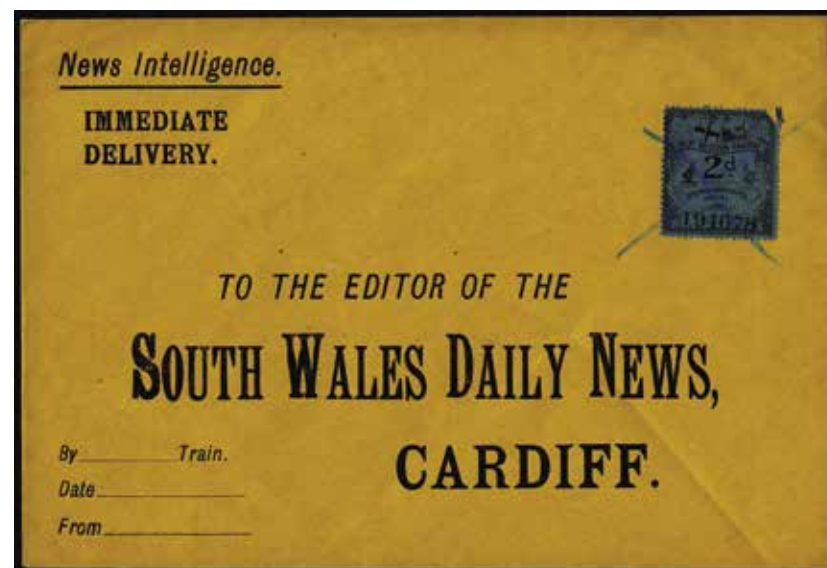 News Intelligence.
IMMEDIATE
DELIVERY.
2d
TO THE EDITOR OF THE
SOUTH WALES DAILY NEWS,
CARDIFF.
By Train.
Date
From